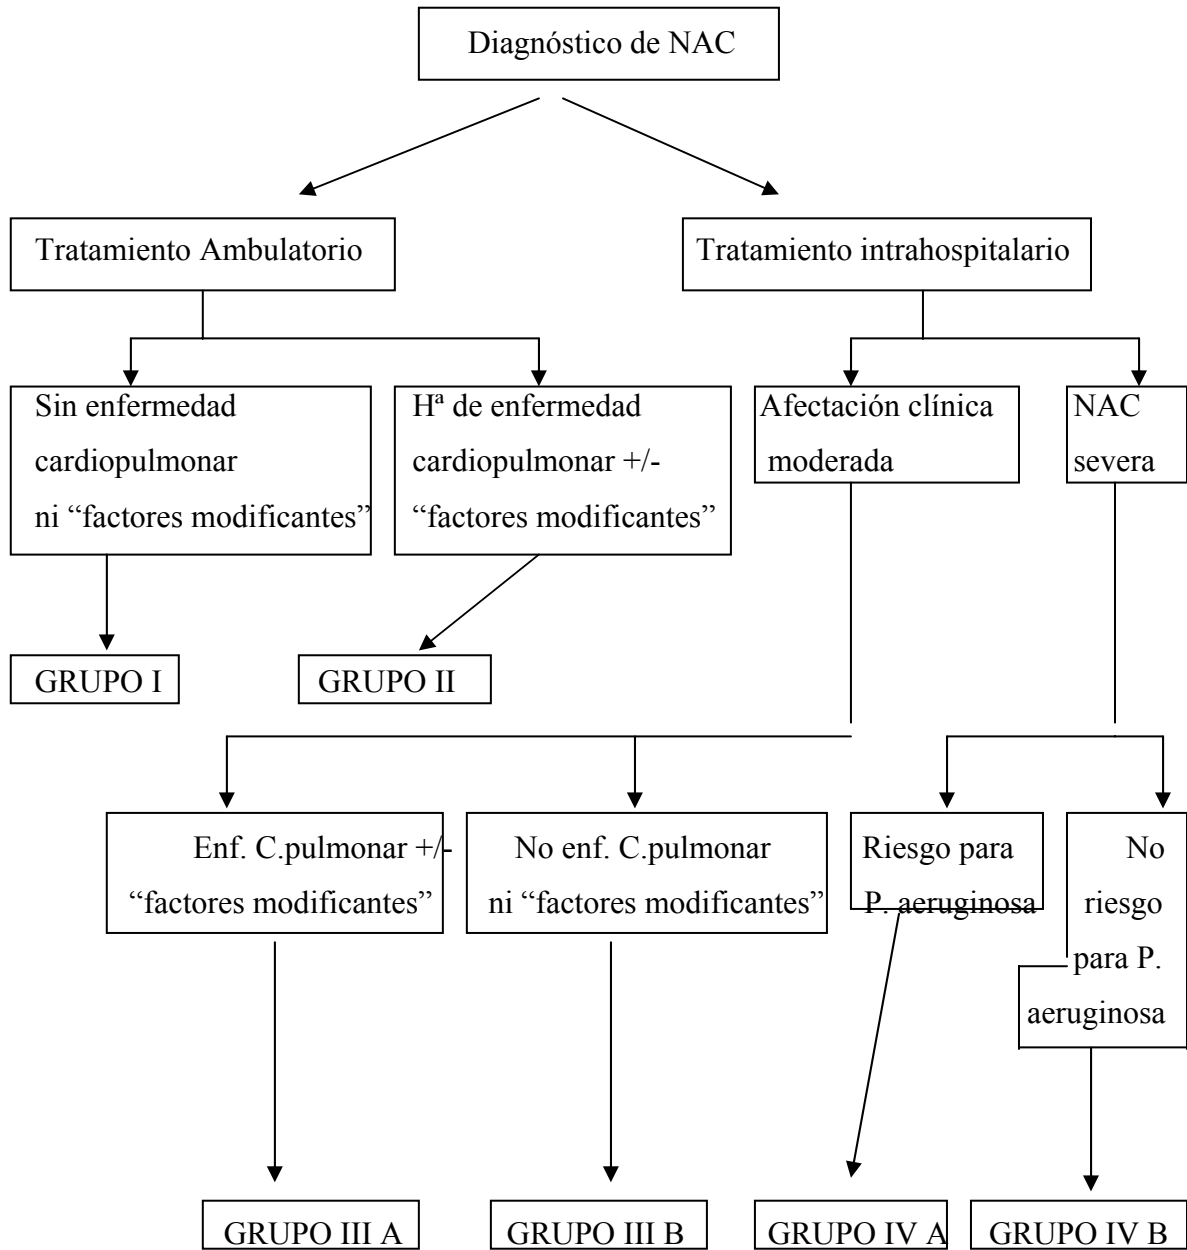 Diagnóstico de NAC
Tratamiento Ambulatorio
Tratamiento intrahospitalario
Sin enfermedad
cardiopulmonar
ni “factores modificantes”
Hª de enfermedad
cardiopulmonar +/-
“factores modificantes”
Afectación clínica
moderada
NAC
severa
GRUPO I
GRUPO II
Enf. C.pulmonar +/-
“factores modificantes”
No enf. C.pulmonar
ni “factores modificantes”
Riesgo para
P. aeruginosa
No
riesgo
para P.
aeruginosa
GRUPO III A
GRUPO III B
GRUPO IV A
GRUPO IV B